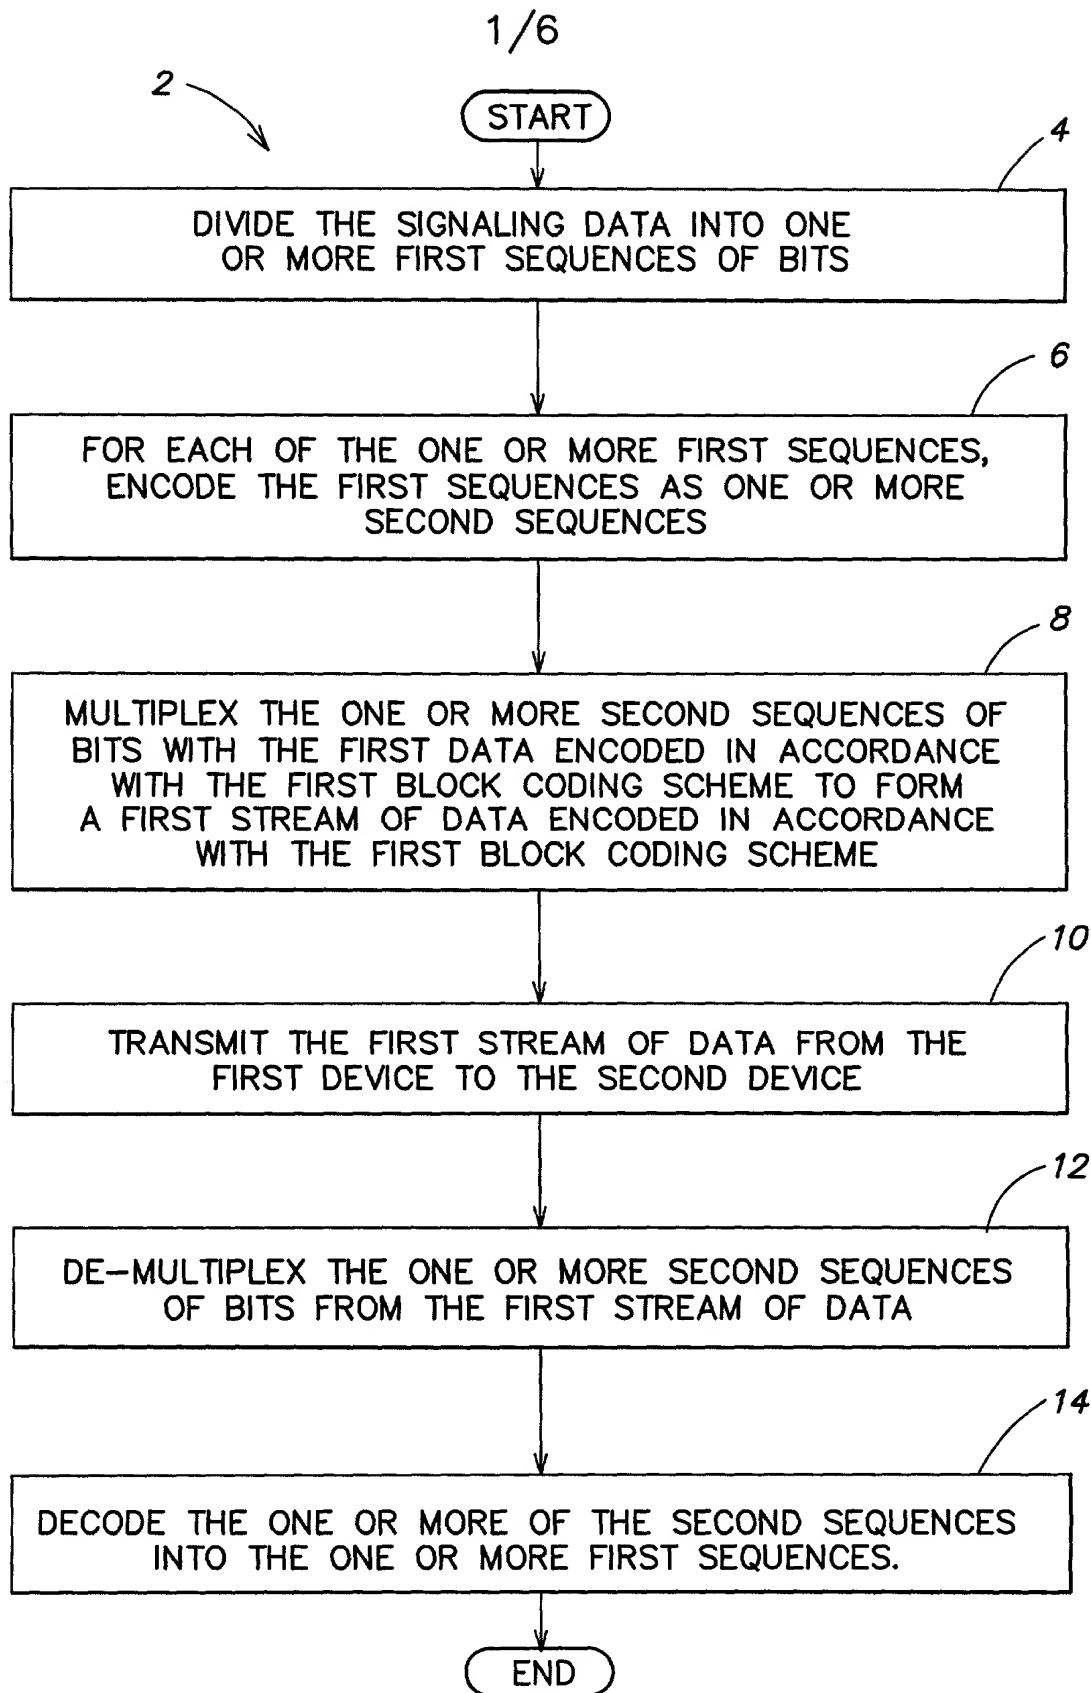 1/6
2
START
4
DIVIDE THE SIGNALING DATA INTO ONE
OR MORE FIRST SEQUENCES OF BITS
6
FOR EACH OF THE ONE OR MORE FIRST SEQUENCES,
ENCODE THE FIRST SEQUENCES AS ONE OR MORE
SECOND SEQUENCES
8
MULTIPLEX THE ONE OR MORE SECOND SEQUENCES OF
BITS WITH THE FIRST DATA ENCODED IN ACCORDANCE
WITH THE FIRST BLOCK CODING SCHEME TO FORM
A FIRST STREAM OF DATA ENCODED IN ACCORDANCE
WITH THE FIRST BLOCK CODING SCHEME
10
TRANSMIT THE FIRST STREAM OF DATA FROM THE
FIRST DEVICE TO THE SECOND DEVICE
12
DE-MULTIPLEX THE ONE OR MORE SECOND SEQUENCES
OF BITS FROM THE FIRST STREAM OF DATA
14
DECODE THE ONE OR MORE OF THE SECOND SEQUENCES
INTO THE ONE OR MORE FIRST SEQUENCES.
END